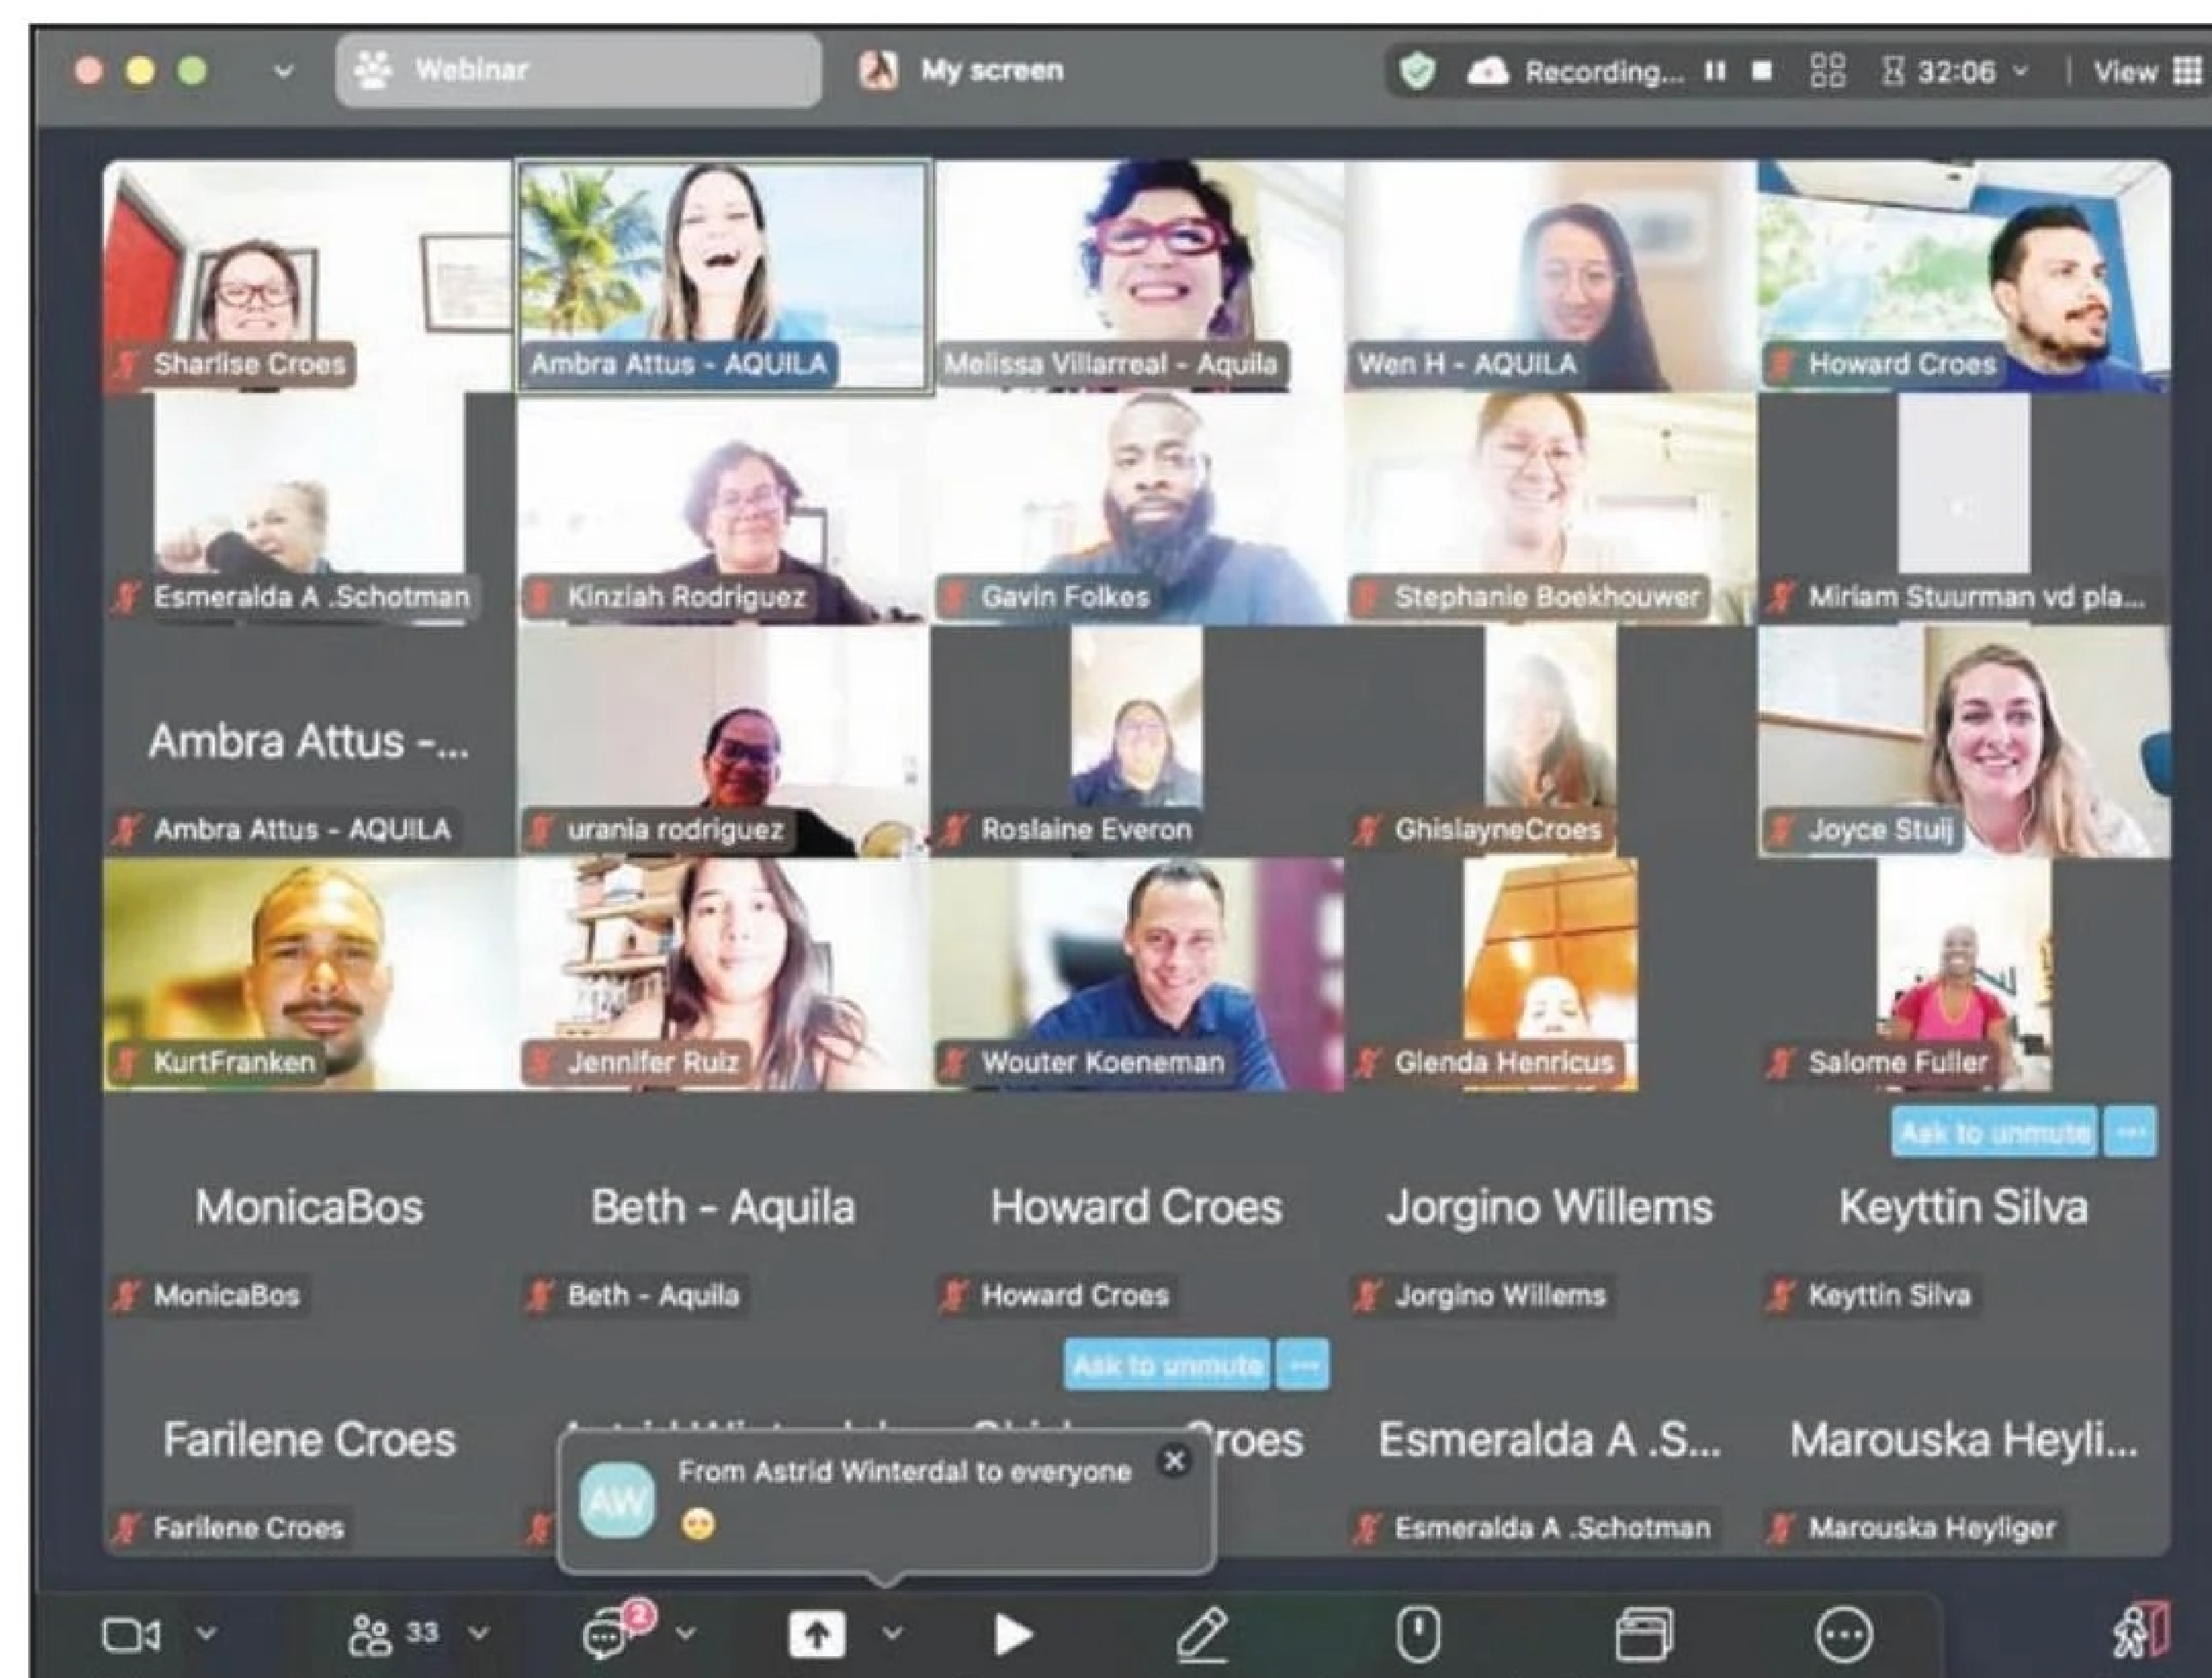 Webinar
My screen
Recording...
32:06
View
Sharlise Croes
Ambra Attus - AQUILA
Melissa Villarreal - Aquila
Wen H - AQUILA
Howard Croes
Esmeralda A .Schotman
Kinziah Rodriguez
Gavin Folkes
Stephanie Boekhouwer
Miriam Stuurman vd pla...
Ambra Attus -...
Ambra Attus - AQUILA
urania rodriguez
Roslaine Everon
GhislayneCroes
Joyce Stuij
KurtFranken
Jennifer Ruiz
Wouter Koeneman
Glenda Henricus
Salome Fuller
Ask to unmute ...
MonicaBos
Beth - Aquila
Howard Croes
Jorgino Willems
Keyttin Silva
MonicaBos
Beth - Aquila
Howard Croes
Jorgino Willems
Keyttin Silva
Ask to unmute ...
Farilene Croes
Croes
Esmeralda A .S...
Marouska Heyli...
From Astrid Winterdal to everyone
AW
Farilene Croes
Esmeralda A .Schotman
Marouska Heyliger
33
2